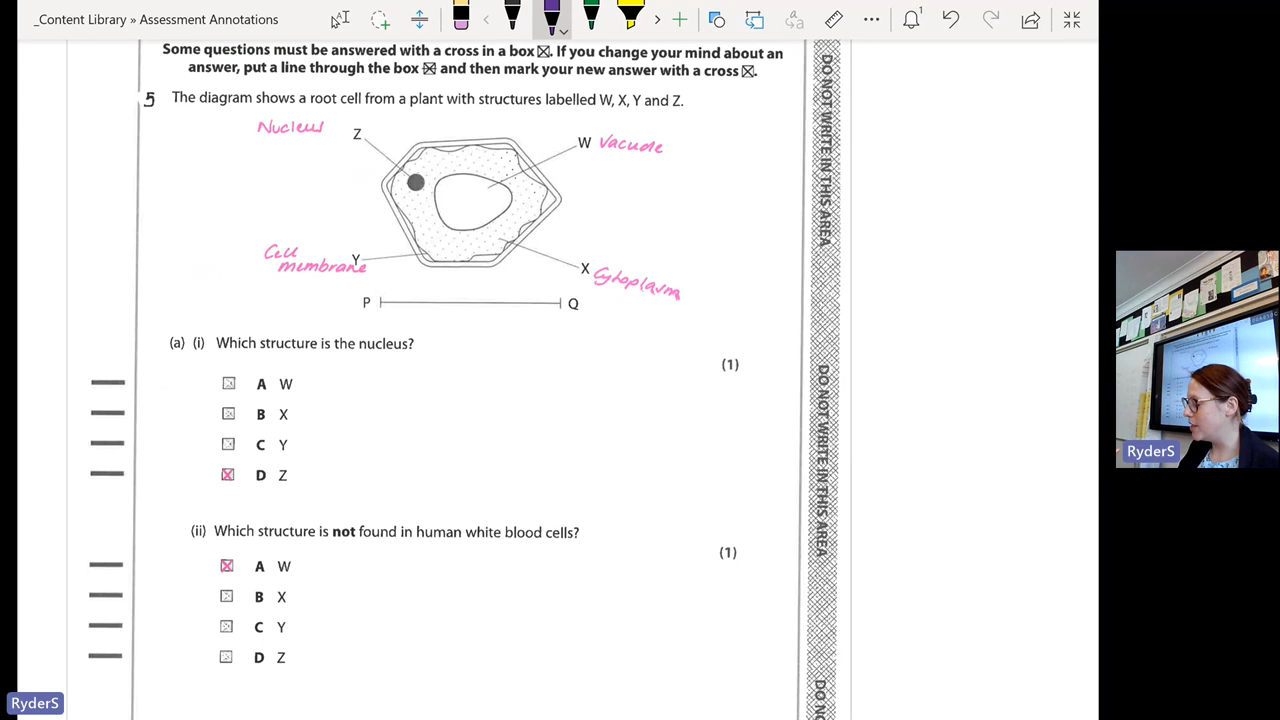 _Content Library » Assessment Annotations
Some questions must be answered with a cross in a box ☒. If you change your mind about an
answer, put a line through the box ☒ and then mark your new answer with a cross ☒.
5 The diagram shows a root cell from a plant with structures labelled W, X, Y and Z.
Nucleus Z
W Vacuole
Cell
membrane Y
X Cytoplasm
P Q
(a) (i) Which structure is the nucleus?
(1)
A W
B X
C Y
D Z
(ii) Which structure is not found in human white blood cells?
(1)
A W
B X
C Y
D Z
DO NOT WRITE IN THIS AREA
DO NOT WRITE IN THIS AREA
DO NO
RyderS
RyderS